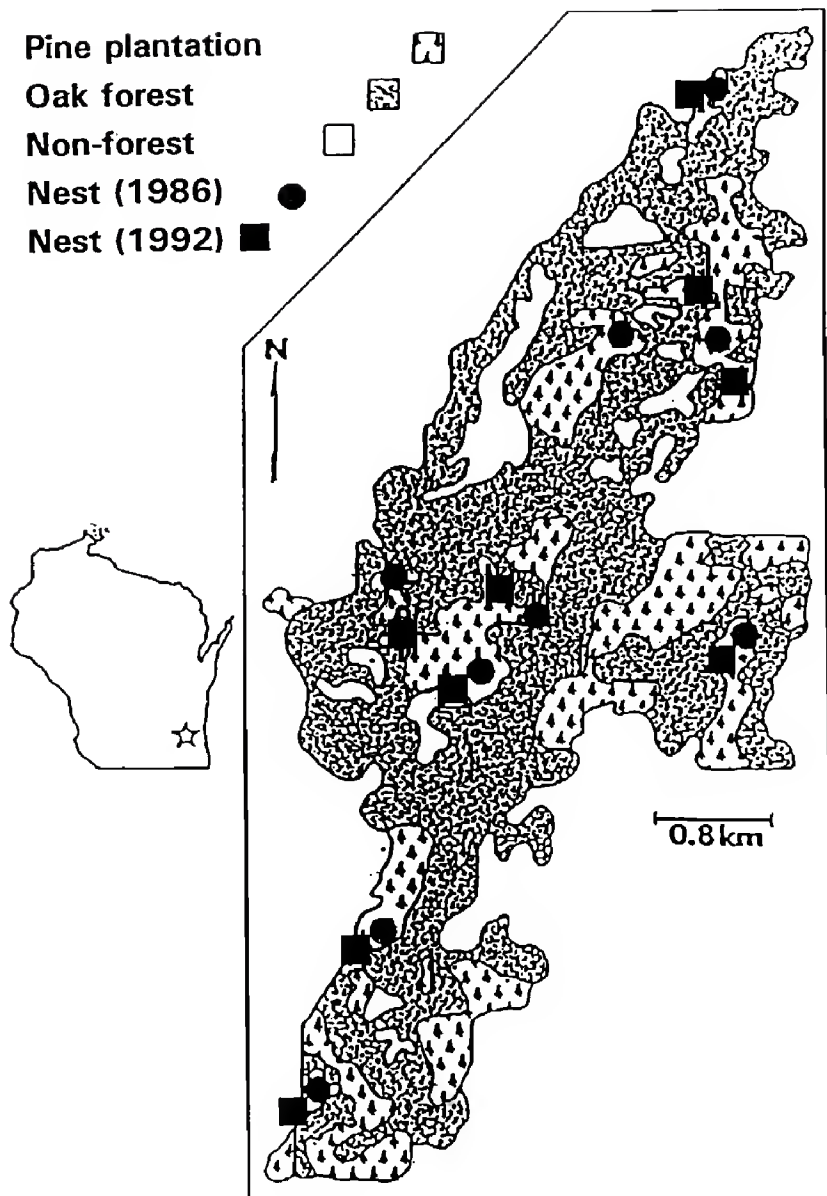 Pine plantation
Oak forest
Non-forest
Nest (1986)
Nest (1992)
N
0.8 km